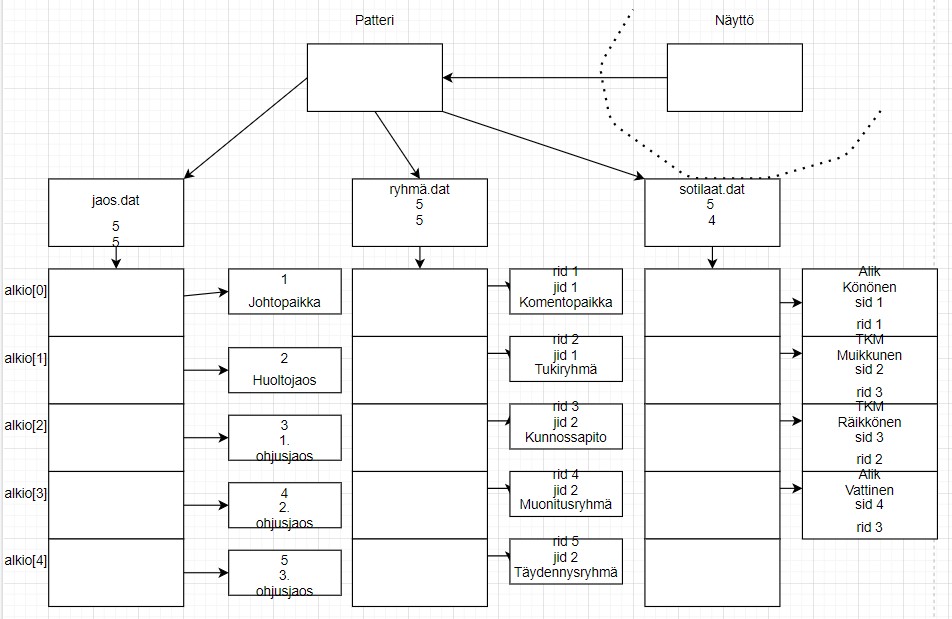 Patteri
Näyttö
jaos.dat
5
5
ryhmä.dat
5
5
sotilaat.dat
5
4
alkio[0]
alkio[1]
alkio[2]
alkio[3]
alkio[4]
1
Johtopaikka
2
Huoltojaos
3
1.
ohjusjaos
4
2.
ohjusjaos
5
3.
ohjusjaos
rid 1
jid 1
Komentopaikka
rid 2
jid 1
Tukiryhmä
rid 3
jid 2
Kunnossapito
rid 4
jid 2
Muonitusryhmä
rid 5
jid 2
Täydennysryhmä
Alik
Könönen
sid 1
rid 1
TKM
Muikkunen
sid 2
rid 3
TKM
Räikkönen
sid 3
rid 2
Alik
Vattinen
sid 4
rid 3